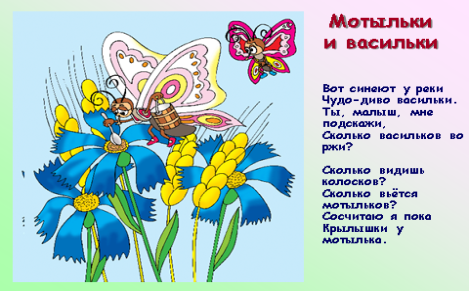 Мотыльки
и васильки
Вот синеют у реки
Чудо-диво васильки.
Ты, малыш, мне
подскажи,
Сколько васильков во
ржи?
Сколько видишь
колосков?
Сколько вьётся
мотыльков?
Сосчитаю я пока
Крылышки у
мотылька.